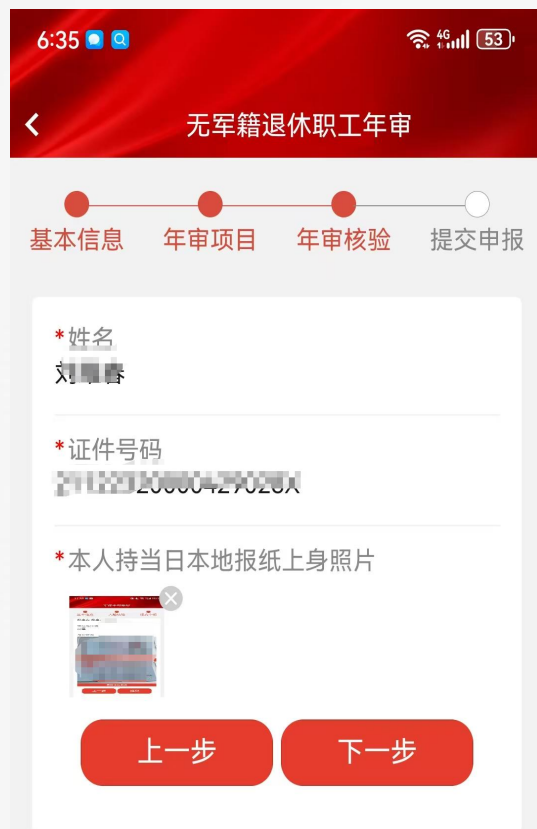 6:35
4G
53
无军籍退休职工年审
基本信息
年审项目
年审核验
提交申报
*姓名
*证件号码
*本人持当日本地报纸上身照片
上一步
下一步